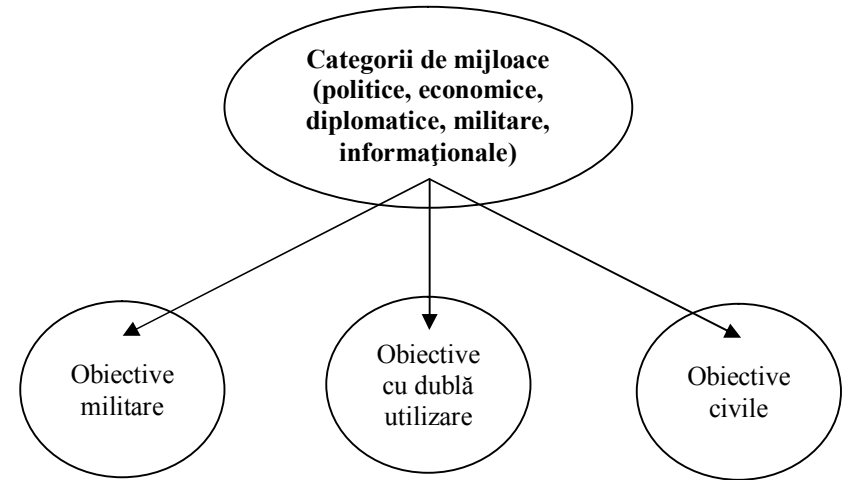 Categorii de mijloace
(politice, economice,
diplomatice, militare,
informaţionale)
Obiective
militare
Obiective
cu dublă
utilizare
Obiective
civile